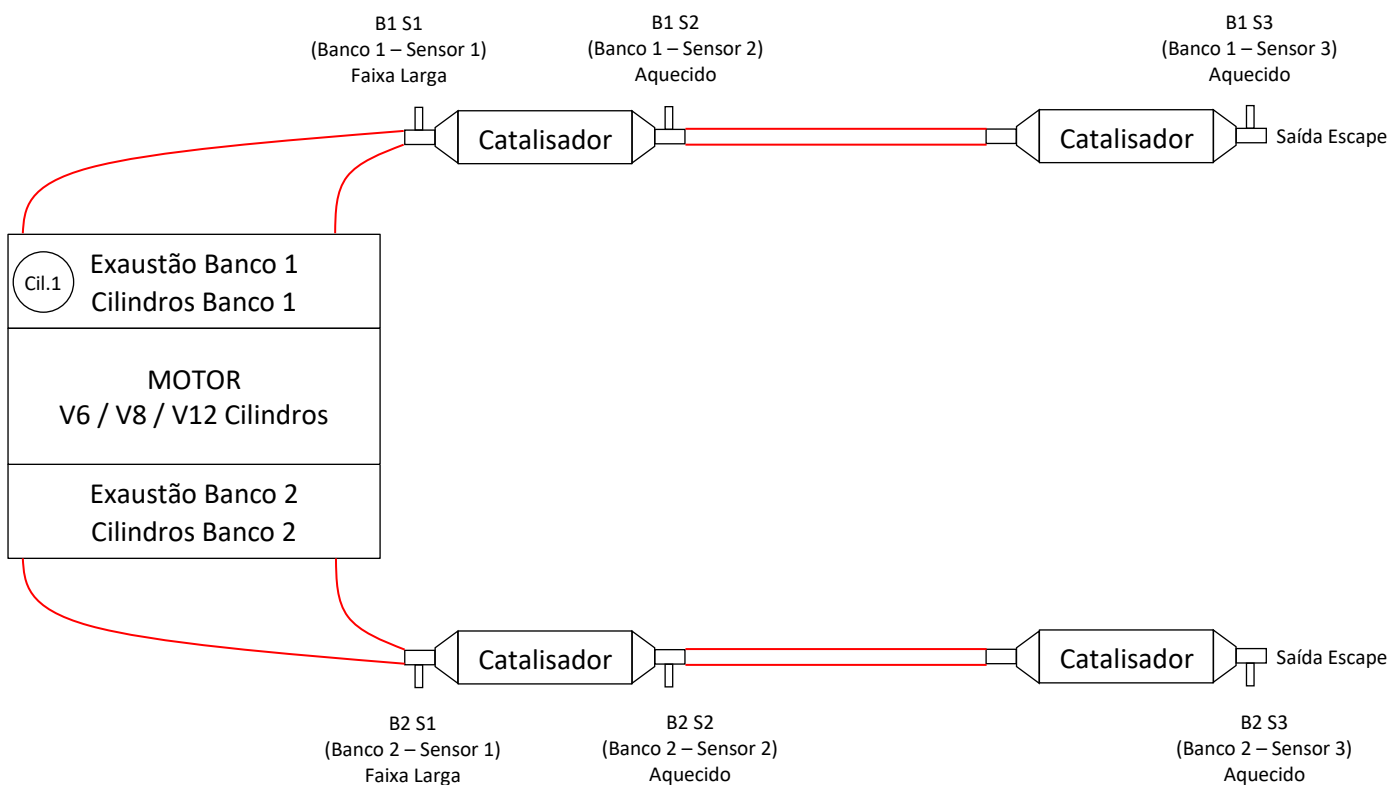 B1 S1
(Banco 1 – Sensor 1)
Faixa Larga
B1 S2
(Banco 1 – Sensor 2)
Aquecido
B1 S3
(Banco 1 – Sensor 3)
Aquecido
Catalisador
Catalisador
Saída Escape
Cil.1
Exaustão Banco 1
Cilindros Banco 1
MOTOR
V6 / V8 / V12 Cilindros
Exaustão Banco 2
Cilindros Banco 2
Catalisador
Catalisador
Saída Escape
B2 S1
(Banco 2 – Sensor 1)
Faixa Larga
B2 S2
(Banco 2 – Sensor 2)
Aquecido
B2 S3
(Banco 2 – Sensor 3)
Aquecido